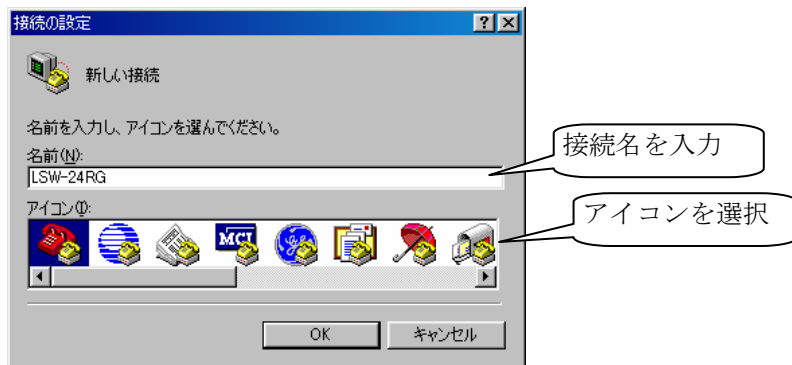 接続の設定
新しい接続
名前を入力し、アイコンを選んでください。
名前(N):
LSW-24RG
接続名を入力
アイコン(I):
アイコンを選択
MCI
OK
キャンセル